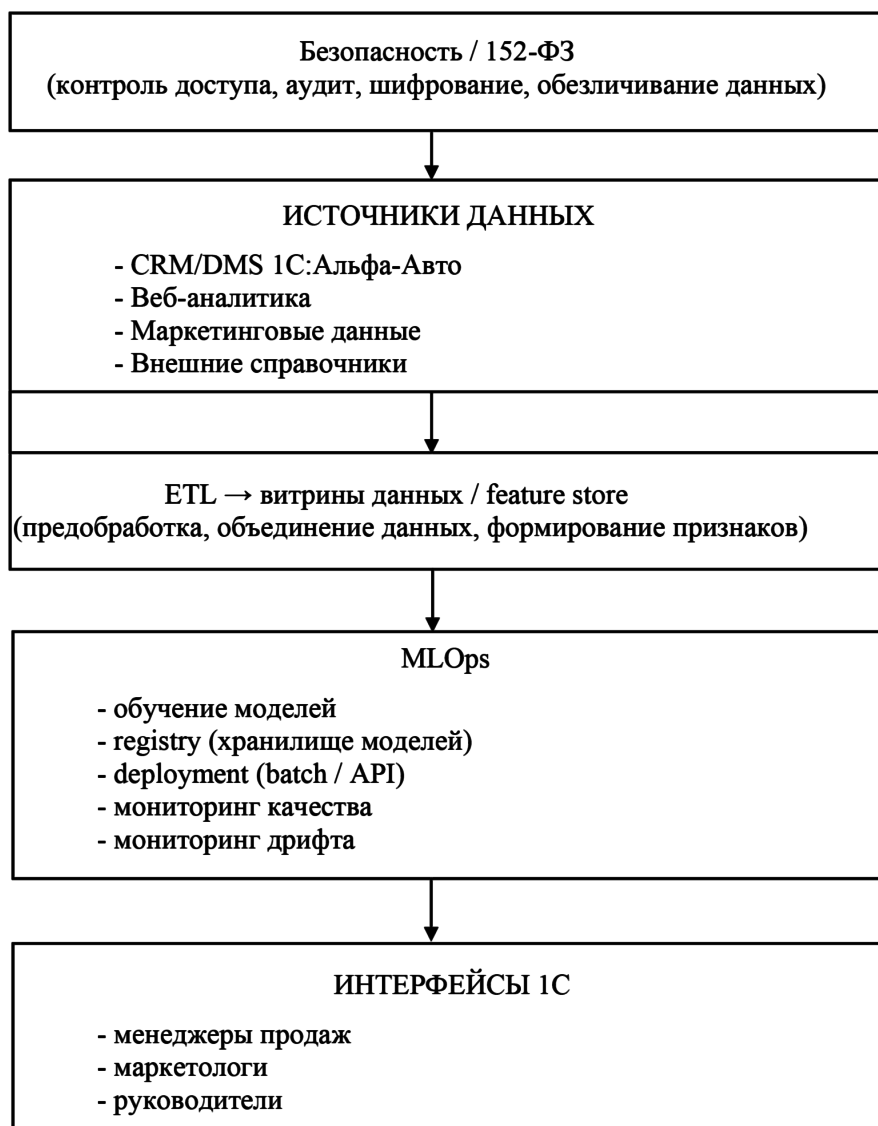 Безопасность / 152-ФЗ
(контроль доступа, аудит, шифрование, обезличивание данных)
ИСТОЧНИКИ ДАННЫХ
- CRM/DMS 1С:Альфа-Авто
- Веб-аналитика
- Маркетинговые данные
- Внешние справочники
ETL → витрины данных / feature store
(предобработка, объединение данных, формирование признаков)
MLOps
- обучение моделей
- registry (хранилище моделей)
- deployment (batch / API)
- мониторинг качества
- мониторинг дрифта
ИНТЕРФЕЙСЫ 1С
- менеджеры продаж
- маркетологи
- руководители